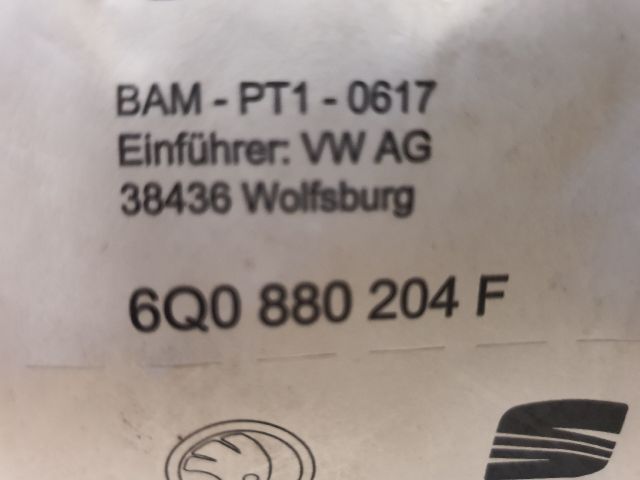 BAM - PT1 - 0617
Einführer: VW AG
38436 Wolfsburg
6Q0 880 204 F